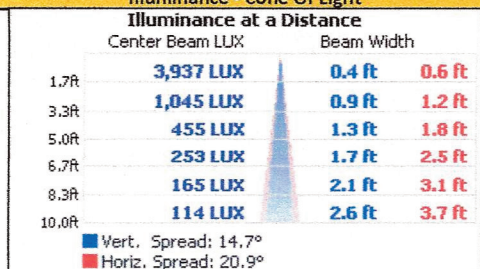 Illuminance - Cone Of Light
Illuminance at a Distance
Center Beam LUX Beam Width
1.7ft 3,937 LUX 0.4 ft 0.6 ft
3.3ft 1,045 LUX 0.9 ft 1.2 ft
5.0ft 455 LUX 1.3 ft 1.8 ft
6.7ft 253 LUX 1.7 ft 2.5 ft
8.3ft 165 LUX 2.1 ft 3.1 ft
10.0ft 114 LUX 2.6 ft 3.7 ft
Vert. Spread: 14.7°
Horiz. Spread: 20.9°